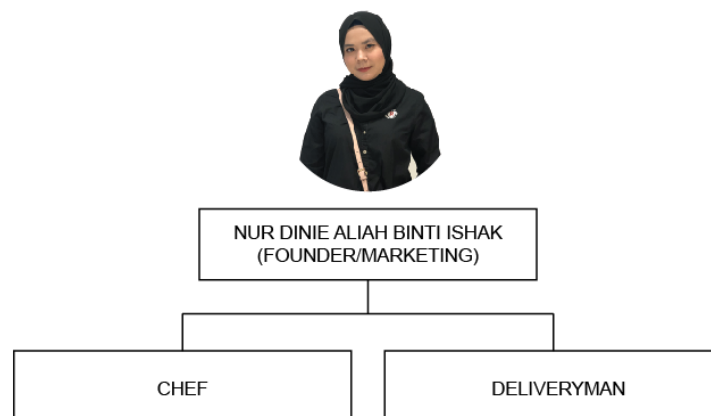 NUR DINIE ALIAH BINTI ISHAK
(FOUNDER/MARKETING)
CHEF
DELIVERYMAN